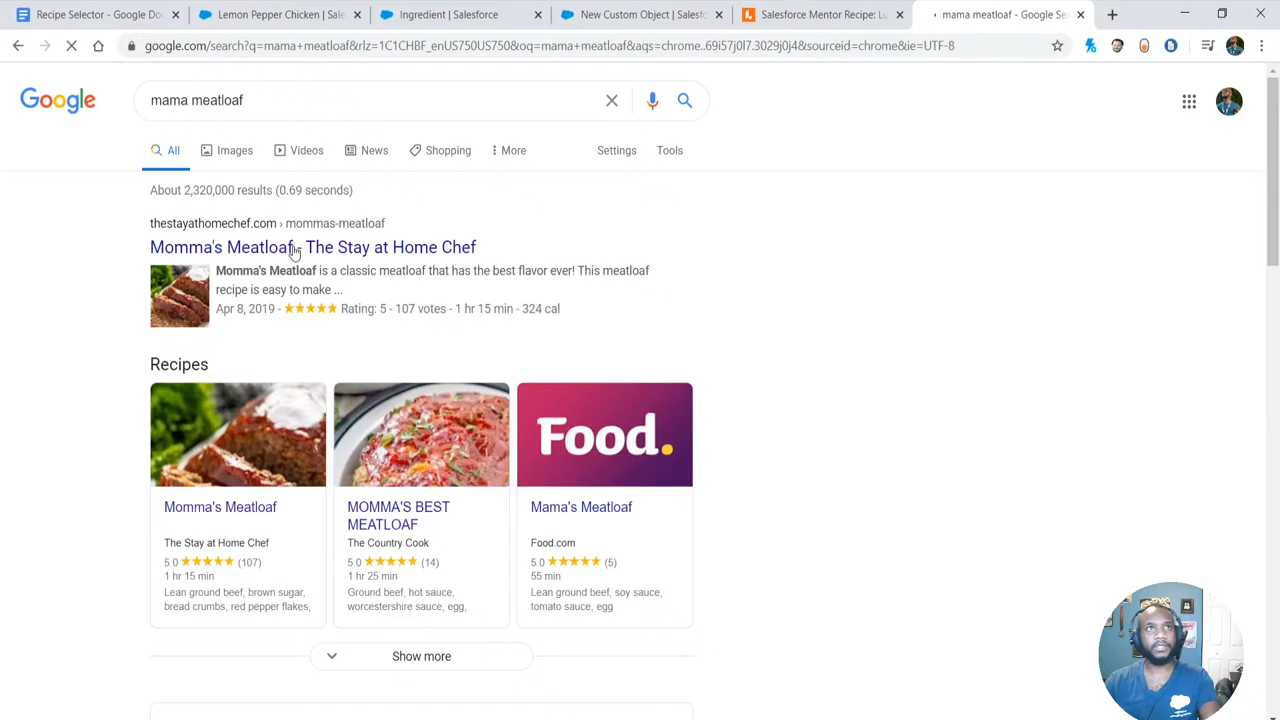 Recipe Selector - Google Doc
Lemon Pepper Chicken | Sale
Ingredient | Salesforce
New Custom Object | Salesfo
Salesforce Mentor Recipe: Lu
mama meatloaf - Google Sea
google.com/search?q=mama+meatloaf&rlz=1C1CHBF_enUS750US750&oq=mama+meatloaf&aqs=chrome..69i57j0l7.3029j0j4&sourceid=chrome&ie=UTF-8
Google
mama meatloaf
All
Images
Videos
News
Shopping
More
Settings
Tools
About 2,320,000 results (0.69 seconds)
thestayathomechef.com › mommas-meatloaf
Momma's Meatloaf - The Stay at Home Chef
Momma's Meatloaf is a classic meatloaf that has the best flavor ever! This meatloaf
recipe is easy to make ...
Apr 8, 2019 - ★★★★★ Rating: 5 - 107 votes - 1 hr 15 min - 324 cal
Recipes
Food.
Momma's Meatloaf
The Stay at Home Chef
5.0 ★★★★★ (107)
1 hr 15 min
Lean ground beef, brown sugar,
bread crumbs, red pepper flakes,
MOMMA'S BEST
MEATLOAF
The Country Cook
5.0 ★★★★★ (14)
1 hr 25 min
Ground beef, hot sauce,
worcestershire sauce, egg,
Mama's Meatloaf
Food.com
5.0 ★★★★★ (5)
55 min
Lean ground beef, soy sauce,
tomato sauce, egg
Show more